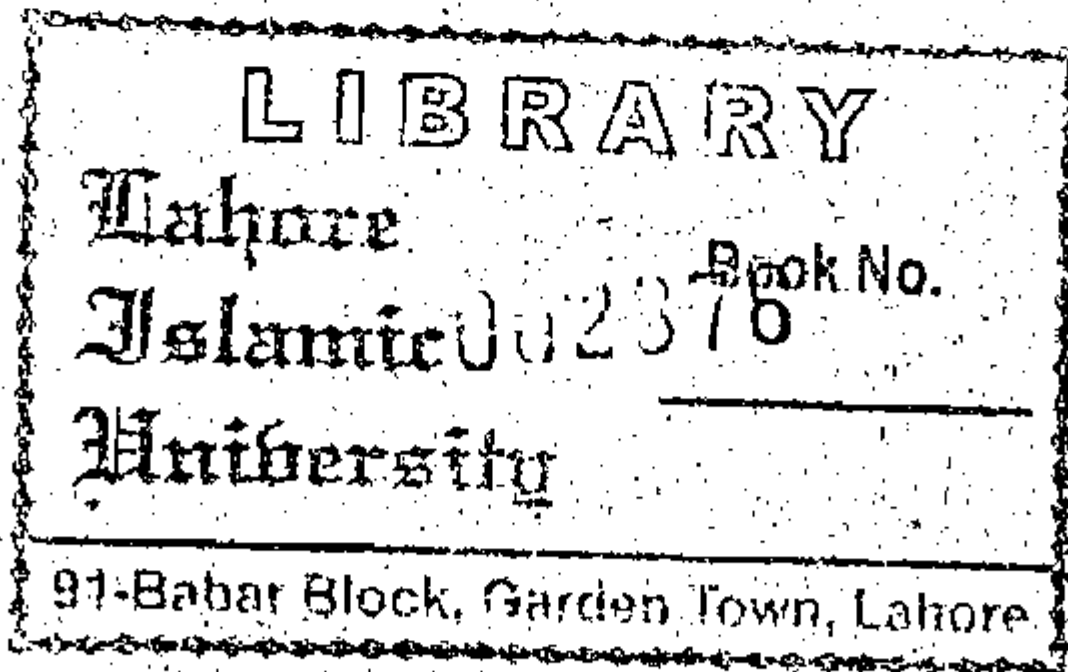 LIBRARY
Lahore
Book No.
Islamic 002376
University
91-Babar Block, Garden Town, Lahore